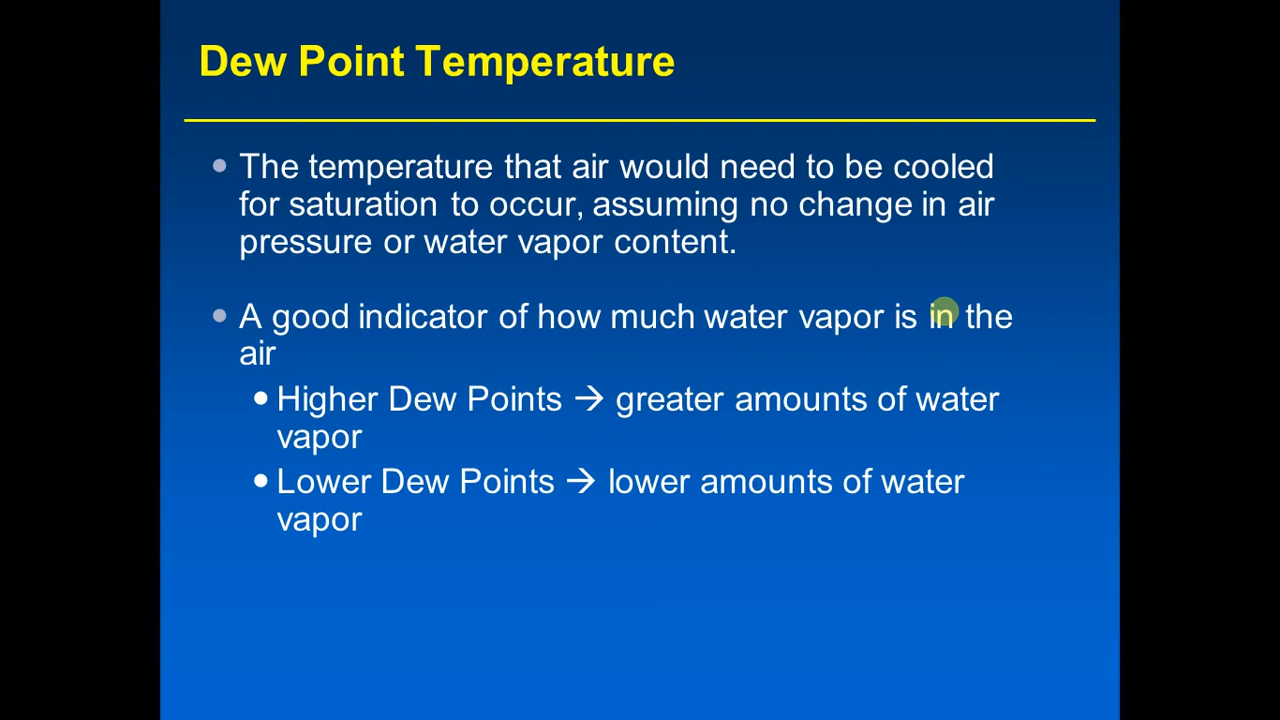 Dew Point Temperature
The temperature that air would need to be cooled
for saturation to occur, assuming no change in air
pressure or water vapor content.
A good indicator of how much water vapor is in the
air
Higher Dew Points → greater amounts of water
vapor
Lower Dew Points → lower amounts of water
vapor